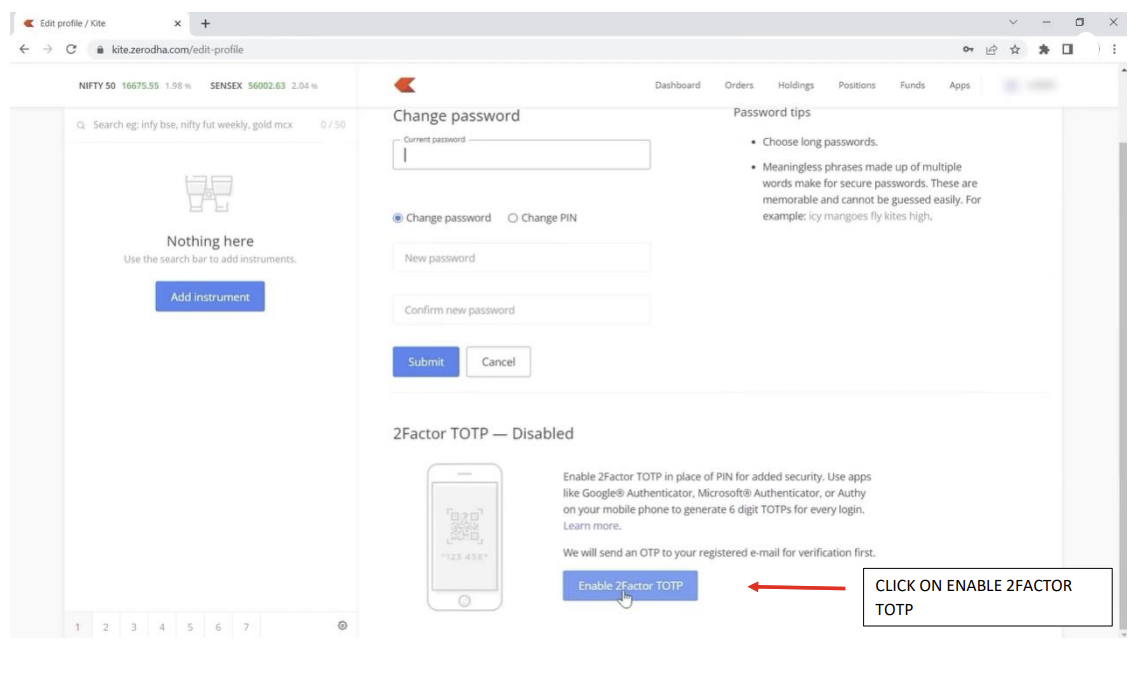 Edit profile / Kite
kite.zerodha.com/edit-profile
NIFTY 50 16675.55 1.98 % SENSEX 56002.63 2.04 %
Dashboard Orders Holdings Positions Funds Apps
Search eg: infy bse, nifty fut weekly, gold mcx 0 / 50
Nothing here
Use the search bar to add instruments.
Add instrument
1 2 3 4 5 6 7
Change password
Current password
Change password Change PIN
New password
Confirm new password
Submit Cancel
Password tips
• Choose long passwords.
• Meaningless phrases made up of multiple
words make for secure passwords. These are
memorable and cannot be guessed easily. For
example: icy mangoes fly kites high.
2Factor TOTP — Disabled
*123 456*
Enable 2Factor TOTP in place of PIN for added security. Use apps
like Google® Authenticator, Microsoft® Authenticator, or Authy
on your mobile phone to generate 6 digit TOTPs for every login.
Learn more.
We will send an OTP to your registered e-mail for verification first.
Enable 2Factor TOTP
CLICK ON ENABLE 2FACTOR
TOTP